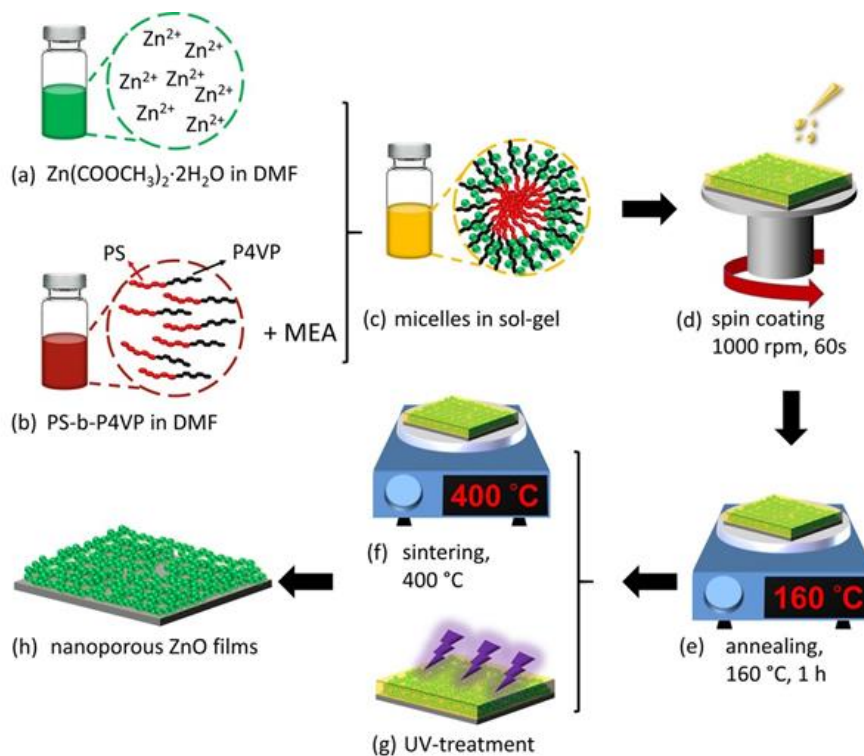 Zn2+
Zn2+
Zn2+ Zn2+
Zn2+
Zn2+
Zn2+
(a) Zn(COOCH₃)₂·2H₂O in DMF
PS
P4VP
+ MEA
(b) PS-b-P4VP in DMF
(c) micelles in sol-gel
(d) spin coating
1000 rpm, 60s
160 °C
(e) annealing,
160 °C, 1 h
400 °C
(f) sintering,
400 °C
(g) UV-treatment
(h) nanoporous ZnO films